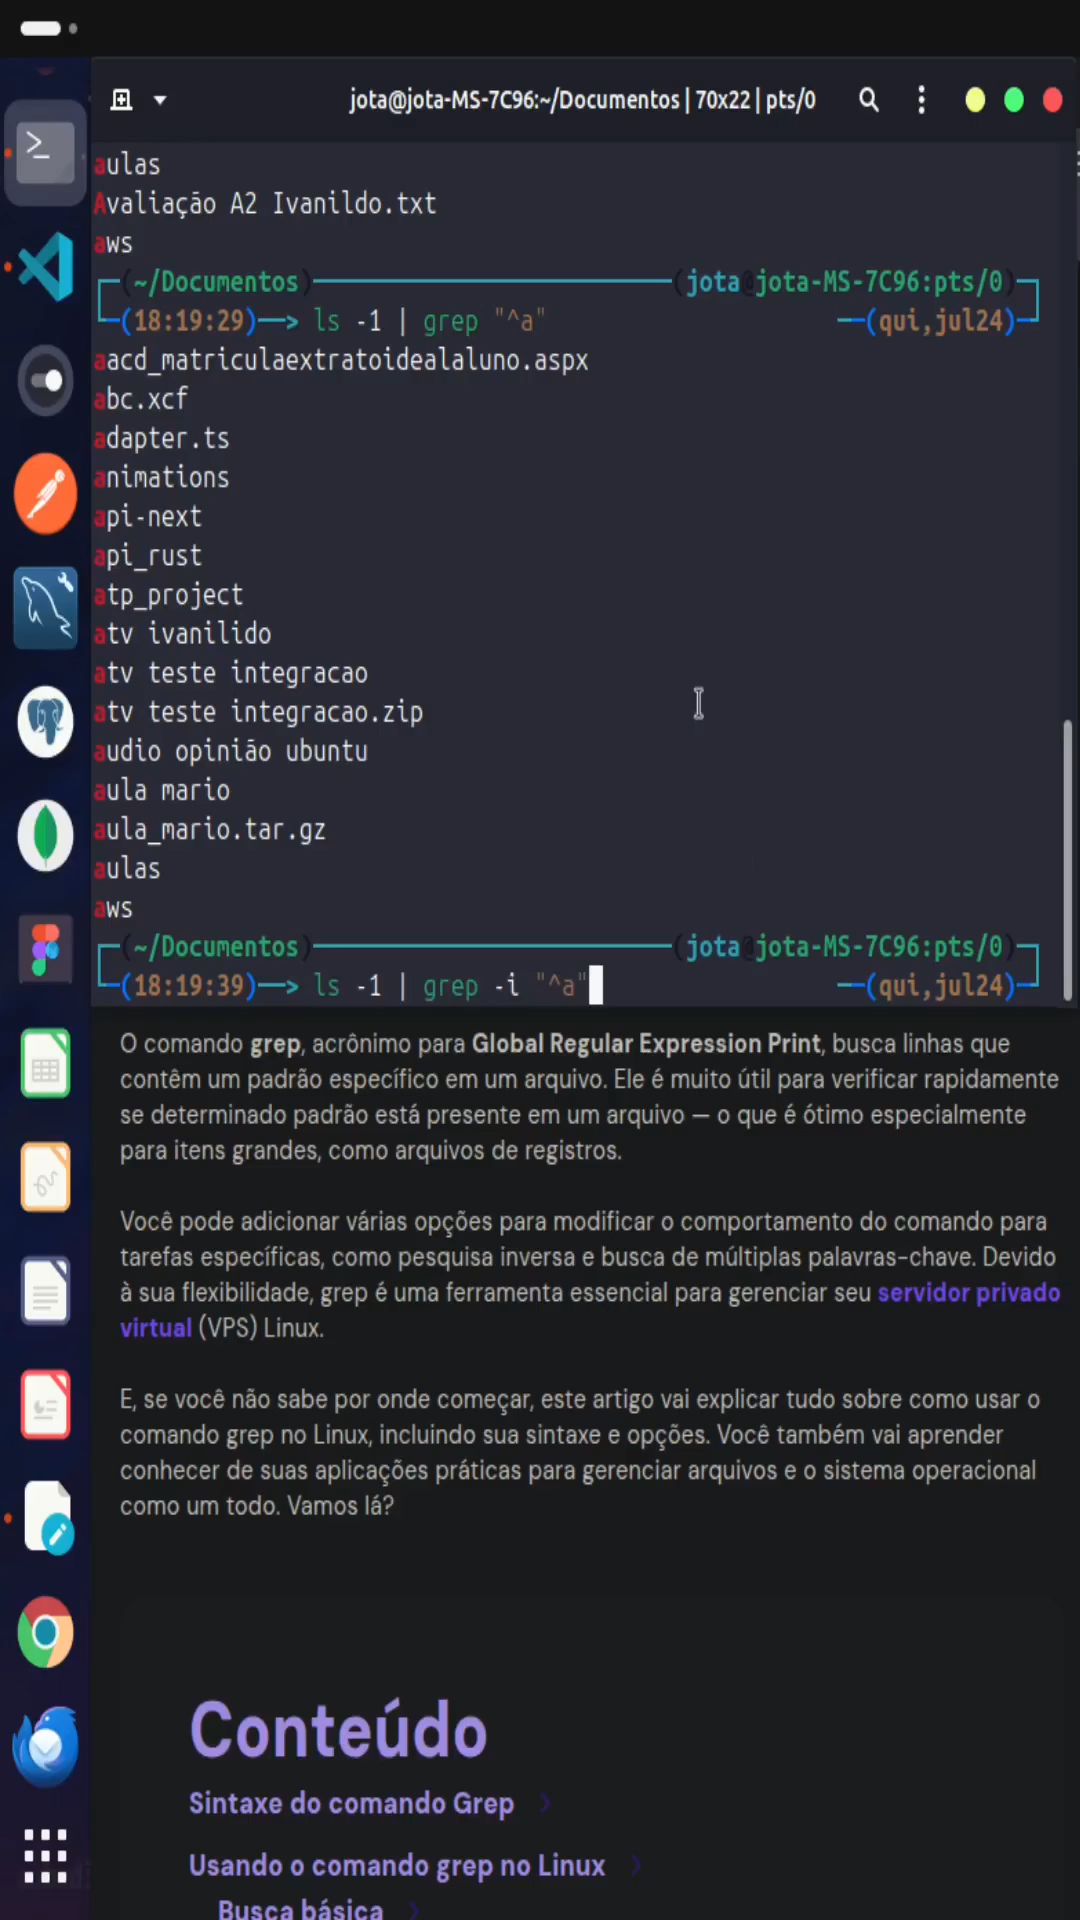 jota@jota-MS-7C96:~/Documentos | 70x22 | pts/0
aulas
Avaliação A2 Ivanildo.txt
aws
(~/Documentos) (jota@jota-MS-7C96:pts/0)
(18:19:29)—> ls -1 | grep "^a" —(qui,jul24)
aacd_matriculaextratoidealaluno.aspx
abc.xcf
adapter.ts
animations
api-next
api_rust
atp_project
atv ivanilido
atv teste integracao
atv teste integracao.zip
audio opinião ubuntu
aula mario
aula_mario.tar.gz
aulas
aws
(~/Documentos) (jota@jota-MS-7C96:pts/0)
(18:19:39)—> ls -1 | grep -i "^a" —(qui,jul24)
O comando grep, acrônimo para Global Regular Expression Print, busca linhas que
contêm um padrão específico em um arquivo. Ele é muito útil para verificar rapidamente
se determinado padrão está presente em um arquivo — o que é ótimo especialmente
para itens grandes, como arquivos de registros.
Você pode adicionar várias opções para modificar o comportamento do comando para
tarefas específicas, como pesquisa inversa e busca de múltiplas palavras-chave. Devido
à sua flexibilidade, grep é uma ferramenta essencial para gerenciar seu servidor privado
virtual (VPS) Linux.
E, se você não sabe por onde começar, este artigo vai explicar tudo sobre como usar o
comando grep no Linux, incluindo sua sintaxe e opções. Você também vai aprender
conhecer de suas aplicações práticas para gerenciar arquivos e o sistema operacional
como um todo. Vamos lá?
Conteúdo
Sintaxe do comando Grep
Usando o comando grep no Linux
Busca básica